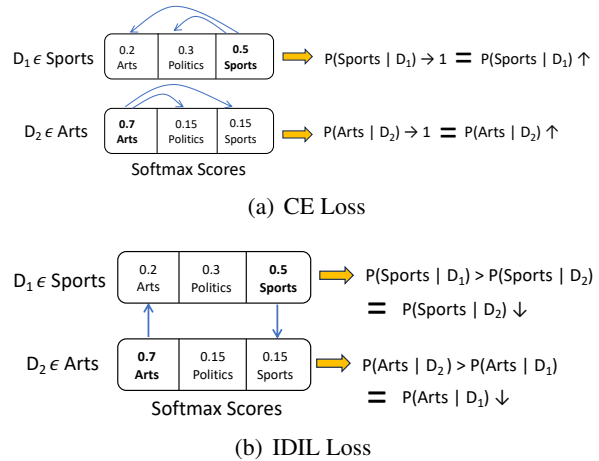 D₁ ϵ Sports
0.2 0.3 0.5
Arts Politics Sports
P(Sports | D₁) → 1 = P(Sports | D₁) ↑
D₂ ϵ Arts
0.7 0.15 0.15
Arts Politics Sports
P(Arts | D₂) → 1 = P(Arts | D₂) ↑
Softmax Scores
(a) CE Loss
D₁ ϵ Sports
0.2 0.3 0.5
Arts Politics Sports
P(Sports | D₁) > P(Sports | D₂)
= P(Sports | D₂) ↓
D₂ ϵ Arts
0.7 0.15 0.15
Arts Politics Sports
P(Arts | D₂) > P(Arts | D₁)
= P(Arts | D₁) ↓
Softmax Scores
(b) IDIL Loss